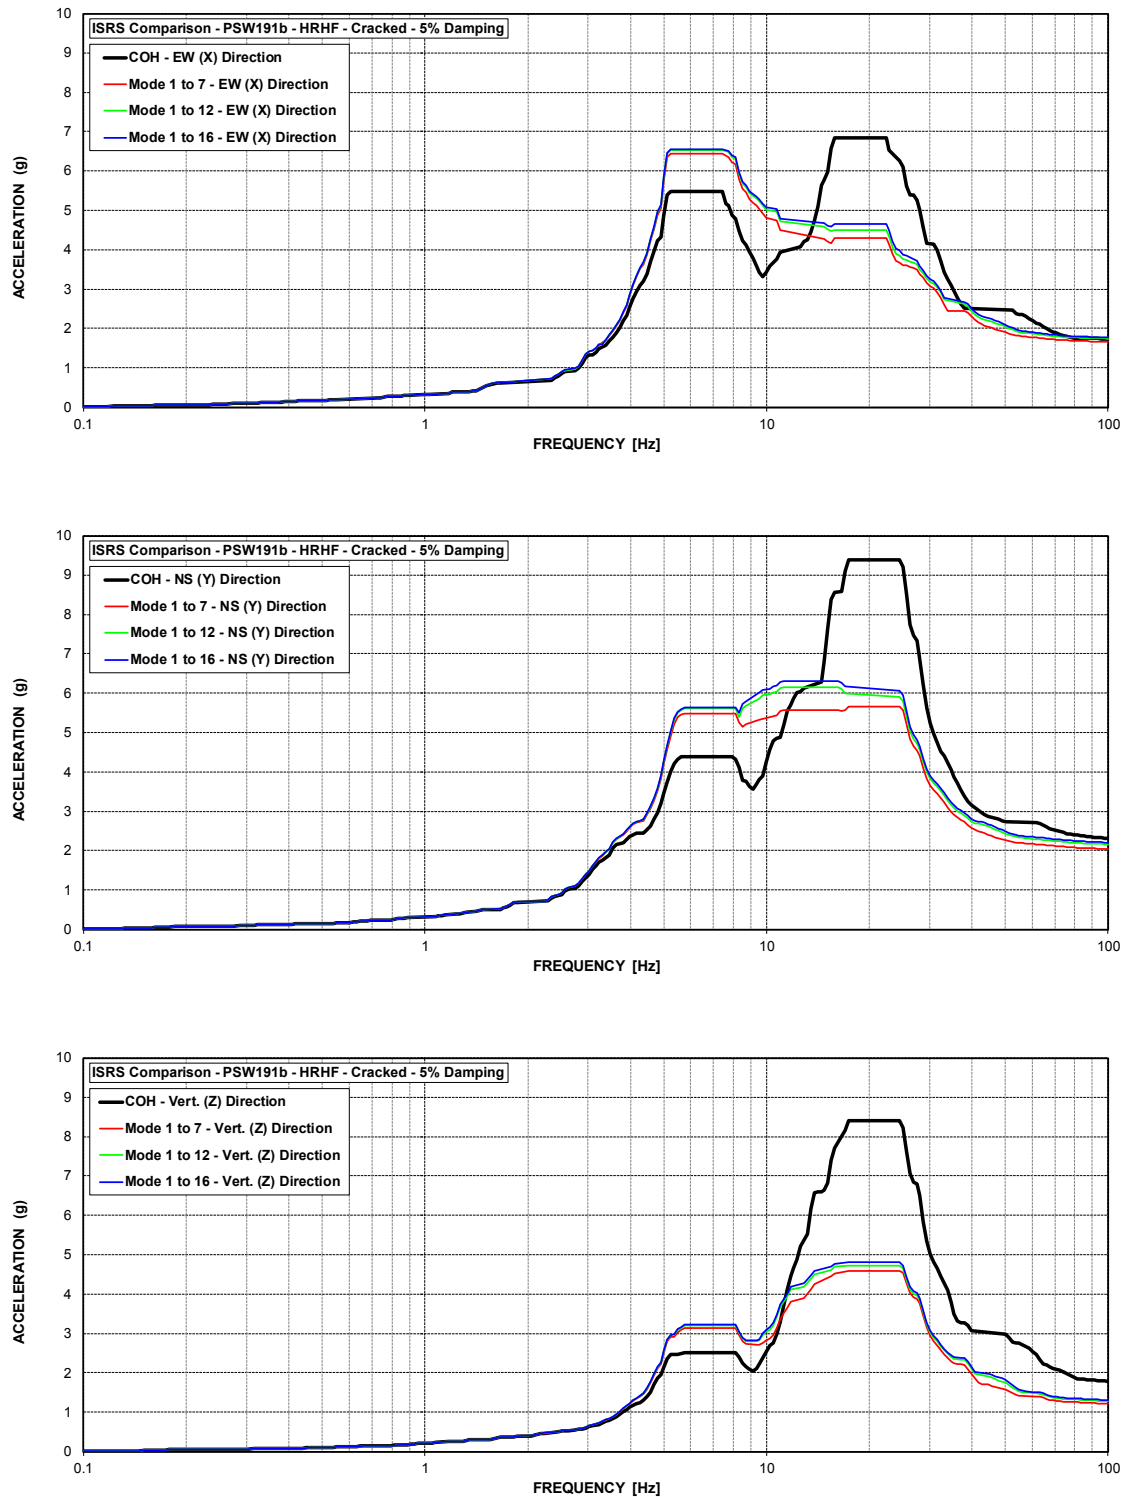 ISRS Comparison - PSW191b - HRHF - Cracked - 5% Damping
COH - EW (X) Direction
Mode 1 to 7 - EW (X) Direction
Mode 1 to 12 - EW (X) Direction
Mode 1 to 16 - EW (X) Direction
10
9
8
7
6
5
4
3
2
1
0
ACCELERATION (g)
0.1
1
10
100
FREQUENCY [Hz]
ISRS Comparison - PSW191b - HRHF - Cracked - 5% Damping
COH - NS (Y) Direction
Mode 1 to 7 - NS (Y) Direction
Mode 1 to 12 - NS (Y) Direction
Mode 1 to 16 - NS (Y) Direction
10
9
8
7
6
5
4
3
2
1
0
ACCELERATION (g)
0.1
1
10
100
FREQUENCY [Hz]
ISRS Comparison - PSW191b - HRHF - Cracked - 5% Damping
COH - Vert. (Z) Direction
Mode 1 to 7 - Vert. (Z) Direction
Mode 1 to 12 - Vert. (Z) Direction
Mode 1 to 16 - Vert. (Z) Direction
10
9
8
7
6
5
4
3
2
1
0
ACCELERATION (g)
0.1
1
10
100
FREQUENCY [Hz]